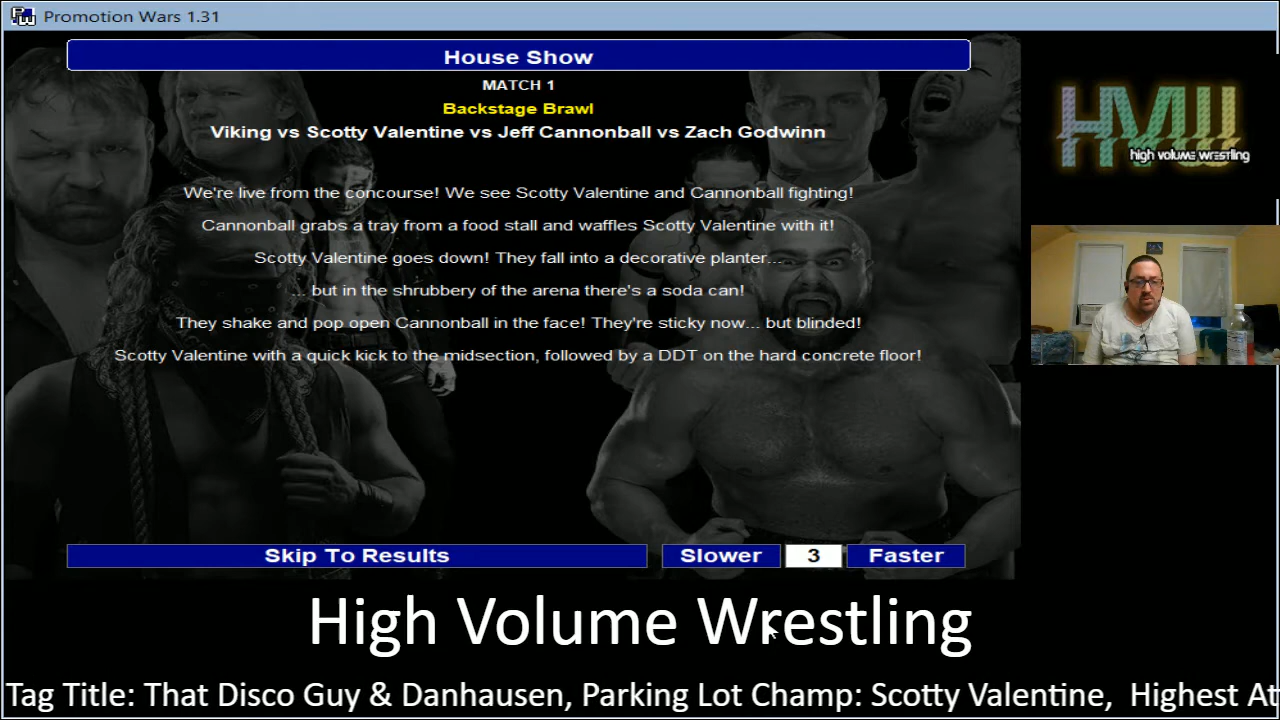 Promotion Wars 1.31
House Show
MATCH 1
Backstage Brawl
Viking vs Scotty Valentine vs Jeff Cannonball vs Zach Godwinn
We're live from the concourse! We see Scotty Valentine and Cannonball fighting!
Cannonball grabs a tray from a food stall and waffles Scotty Valentine with it!
Scotty Valentine goes down! They fall into a decorative planter...
... but in the shrubbery of the arena there's a soda can!
They shake and pop open Cannonball in the face! They're sticky now... but blinded!
Scotty Valentine with a quick kick to the midsection, followed by a DDT on the hard concrete floor!
Skip To Results
Slower 3 Faster
HVW
high volume wrestling
High Volume Wrestling
Tag Title: That Disco Guy & Danhausen, Parking Lot Champ: Scotty Valentine, Highest At